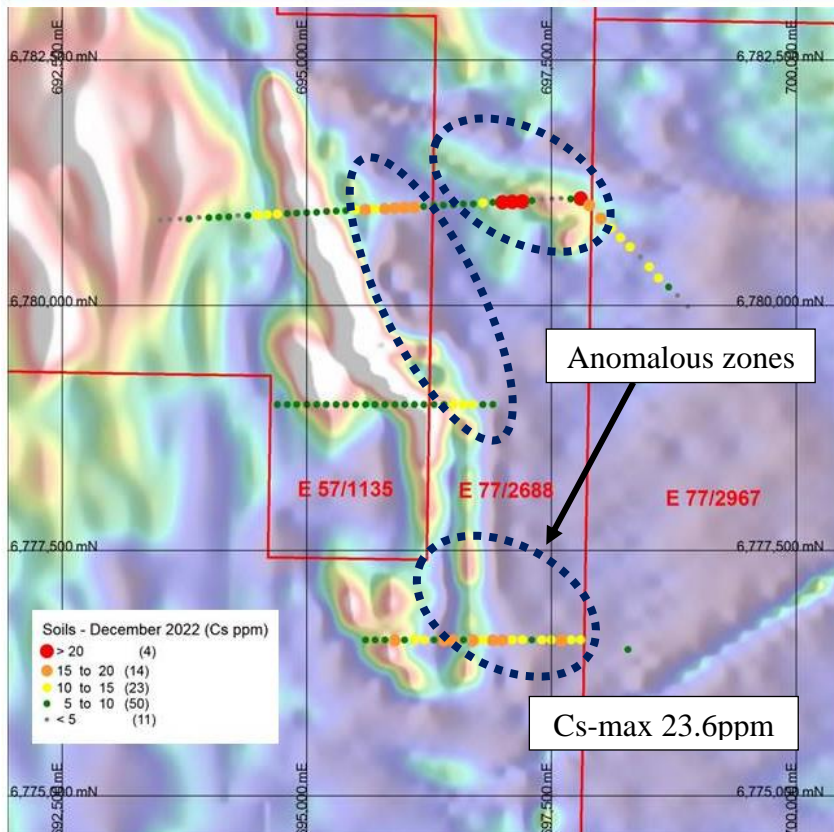 692,500 mE
695,000 mE
697,500 mE
700,000 mE
6,782,500 mN
6,782,500 mN
6,780,000 mN
6,780,000 mN
Anomalous zones
E 57/1135
E 77/2688
E 77/2967
6,777,500 mN
6,777,500 mN
Soils - December 2022 (Cs ppm)
> 20 (4)
15 to 20 (14)
10 to 15 (23)
5 to 10 (50)
< 5 (11)
Cs-max 23.6ppm
6,775,000 mN
6,775,000 mN
692,500 mE
695,000 mE
697,500 mE
700,000 mE